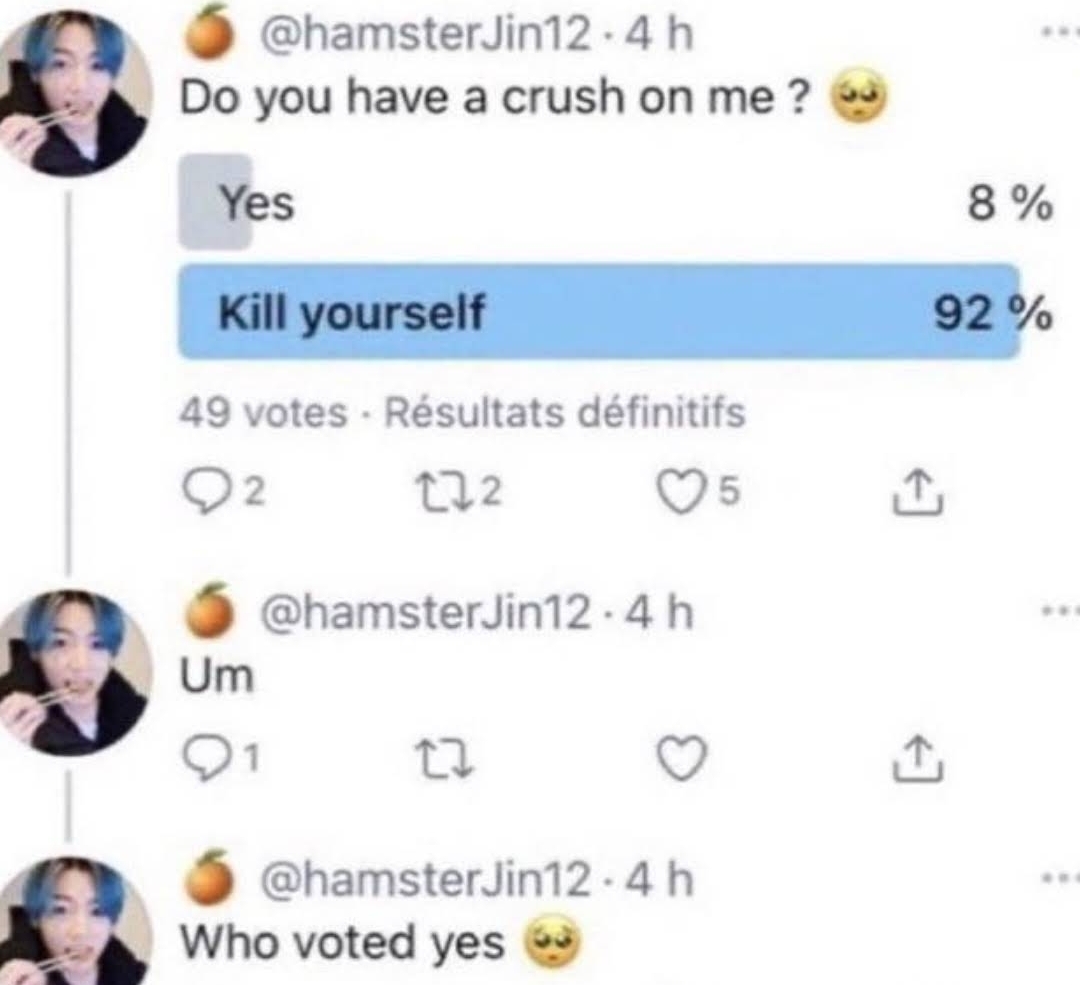 @hamsterJin12 · 4 h
Do you have a crush on me ? 🥺
Yes 8 %
Kill yourself 92 %
49 votes · Résultats définitifs
2 2 5
@hamsterJin12 · 4 h
Um
1
@hamsterJin12 · 4 h
Who voted yes 🥺